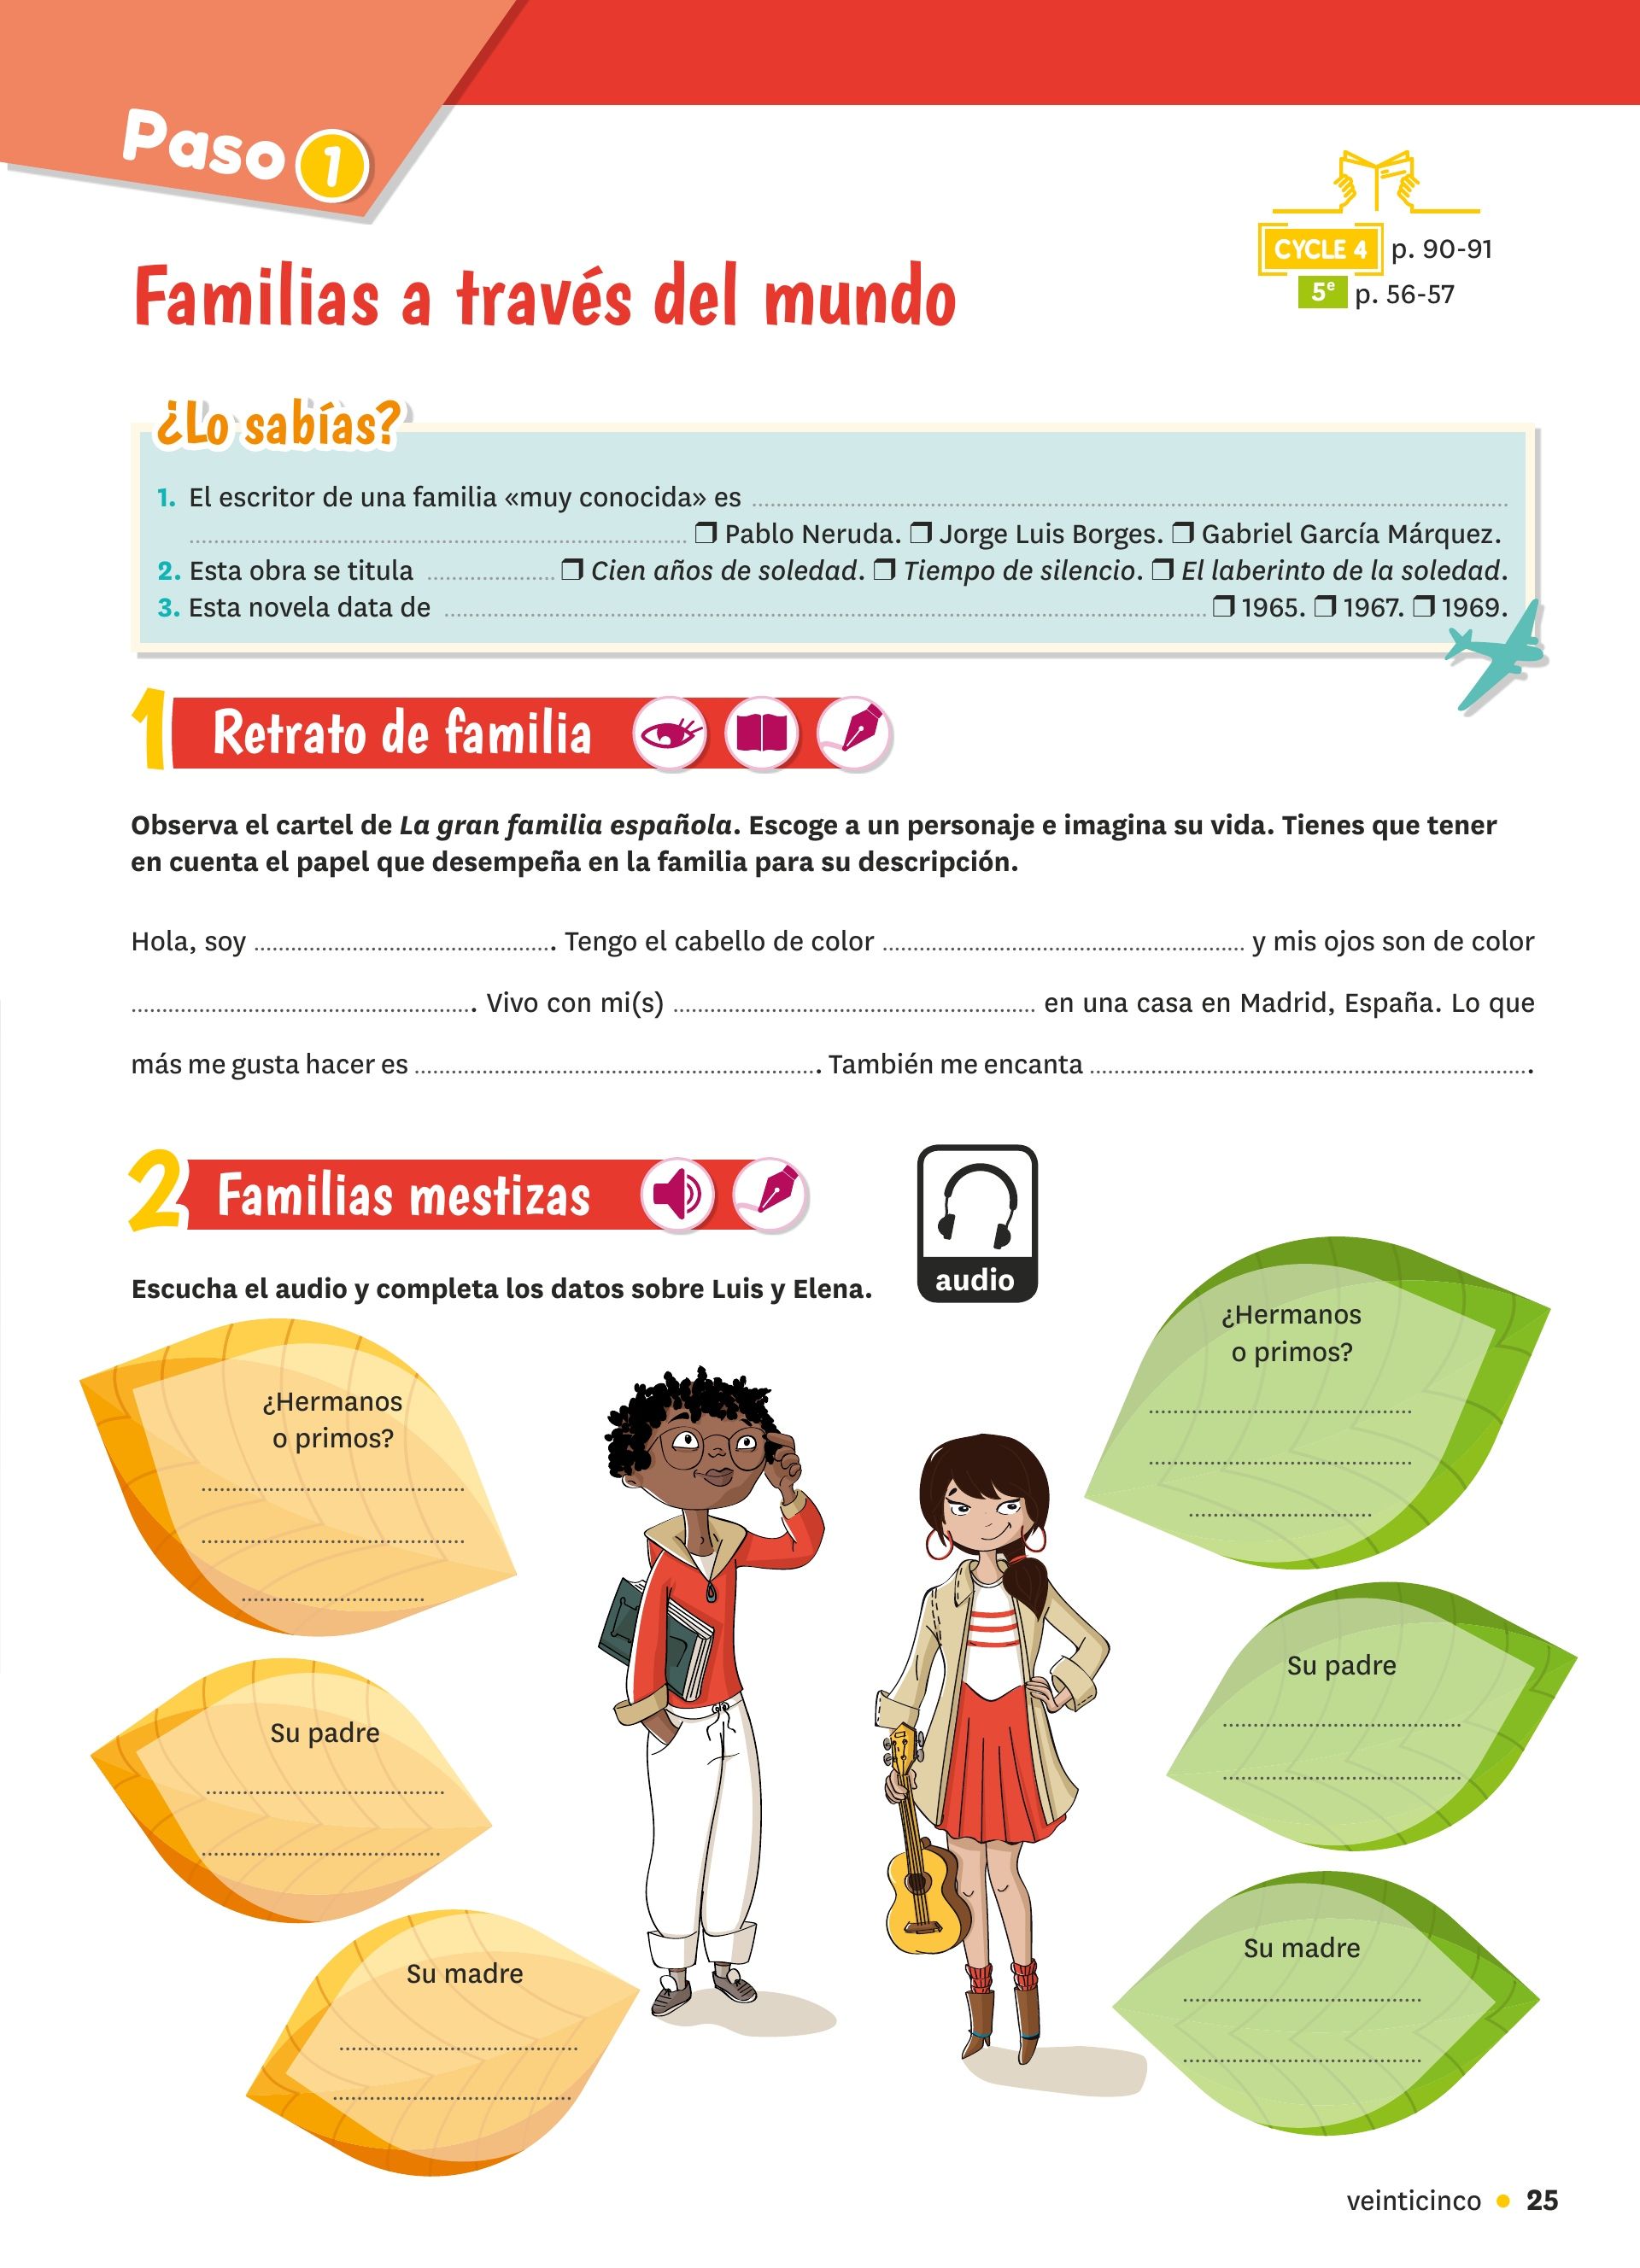 Paso 1
CYCLE 4 p. 90-91
5e p. 56-57
Familias a través del mundo
¿Lo sabías?
1. El escritor de una familia «muy conocida» es ................................
................................ ❒ Pablo Neruda. ❒ Jorge Luis Borges. ❒ Gabriel García Márquez.
2. Esta obra se titula ................ ❒ Cien años de soledad. ❒ Tiempo de silencio. ❒ El laberinto de la soledad.
3. Esta novela data de ................................ ❒ 1965. ❒ 1967. ❒ 1969.
1 Retrato de familia
Observa el cartel de La gran familia española. Escoge a un personaje e imagina su vida. Tienes que tener
en cuenta el papel que desempeña en la familia para su descripción.
Hola, soy ................................. Tengo el cabello de color ................................ y mis ojos son de color
................................. Vivo con mi(s) ................................ en una casa en Madrid, España. Lo que
más me gusta hacer es ................................. También me encanta .................................
2 Familias mestizas
audio
Escucha el audio y completa los datos sobre Luis y Elena.
¿Hermanos
o primos?
Su padre
Su madre
¿Hermanos
o primos?
Su padre
Su madre
veinticinco • 25